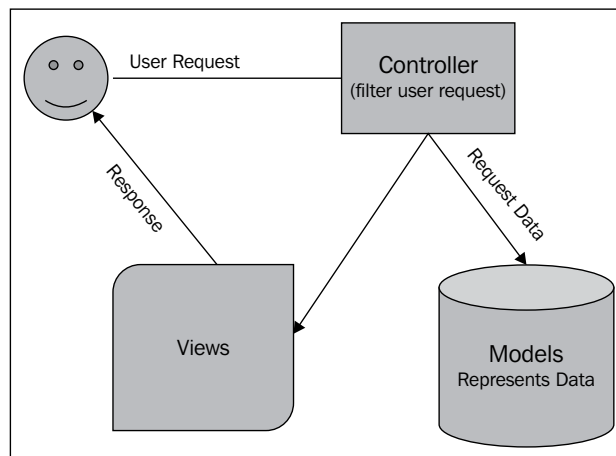 User Request
Controller
(filter user request)
Response
Request Data
Views
Models
Represents Data